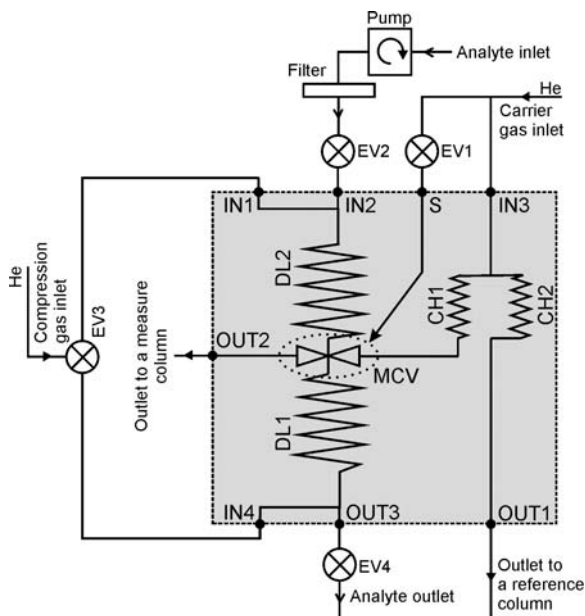 Pump
Analyte inlet
Filter
He
Carrier
gas inlet
EV2
EV1
IN1
IN2
S
IN3
DL2
CH1
CH2
He
Compression
gas inlet
EV3
OUT2
MCV
Outlet to a measure
column
DL1
IN4
OUT3
OUT1
EV4
Analyte outlet
Outlet to
a reference
column